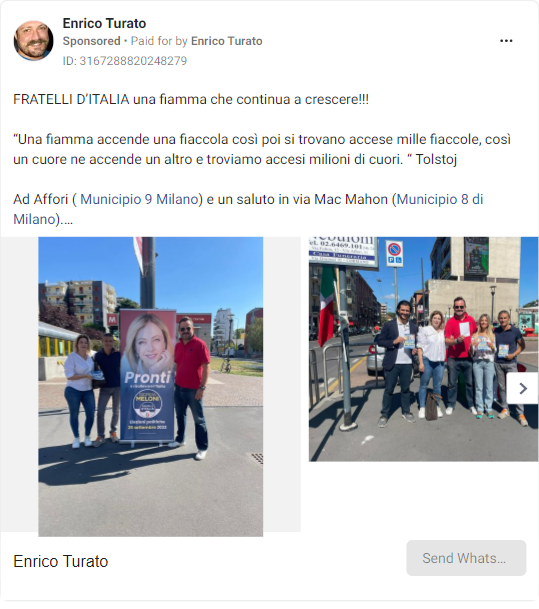 Enrico Turato
Sponsored • Paid for by Enrico Turato
ID: 3167288820248279
FRATELLI D'ITALIA una fiamma che continua a crescere!!!
“Una fiamma accende una fiaccola così poi si trovano accese mille fiaccole, così
un cuore ne accende un altro e troviamo accesi milioni di cuori. “ Tolstoj
Ad Affori ( Municipio 9 Milano) e un saluto in via Mac Mahon (Municipio 8 di
Milano)....
Pronti
MELONI
Elezioni politiche
25 settembre 2022
Tel. 02.6469.101
Casa Funeraria
Enrico Turato
Send Whats...